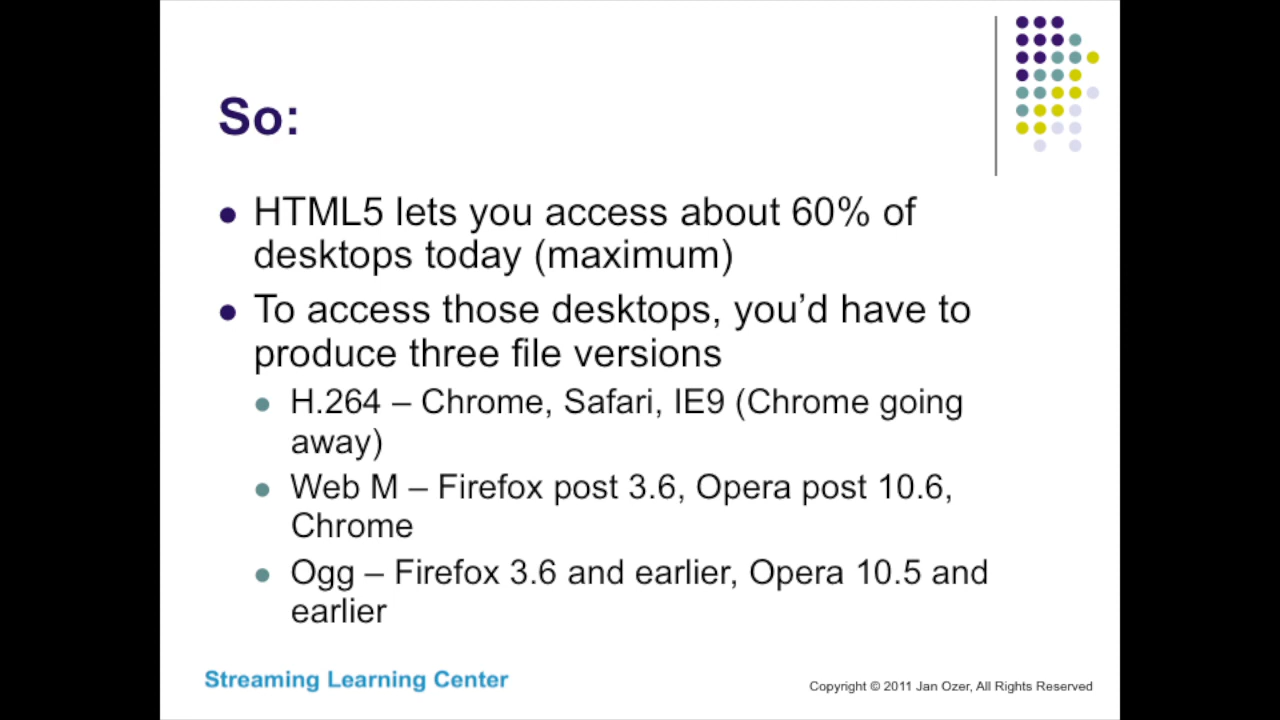 So:
HTML5 lets you access about 60% of
desktops today (maximum)
To access those desktops, you’d have to
produce three file versions
H.264 – Chrome, Safari, IE9 (Chrome going
away)
Web M – Firefox post 3.6, Opera post 10.6,
Chrome
Ogg – Firefox 3.6 and earlier, Opera 10.5 and
earlier
Streaming Learning Center
Copyright © 2011 Jan Ozer, All Rights Reserved